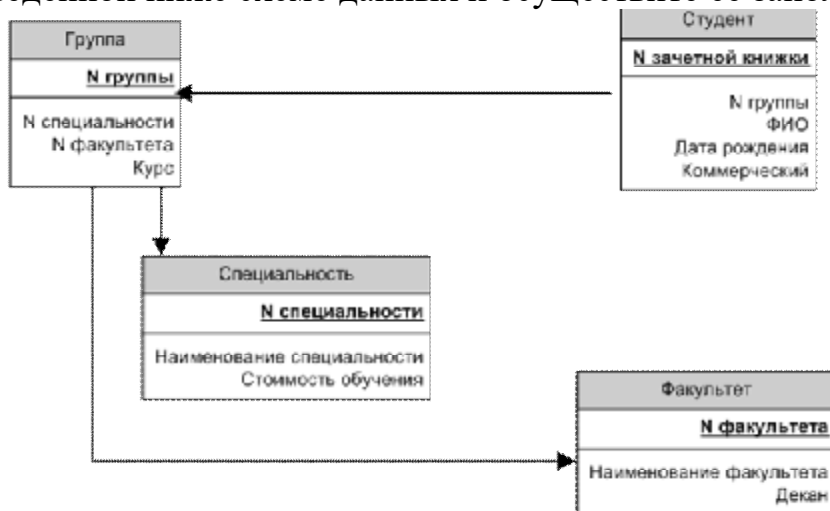 Группа
N группы
N специальности
N факультета
Курс
Студент
N зачетной книжки
N группы
ФИО
Дата рождения
Коммерческий
Специальность
N специальности
Наименование специальности
Стоимость обучения
Факультет
N факультета
Наименование факультета
Декан